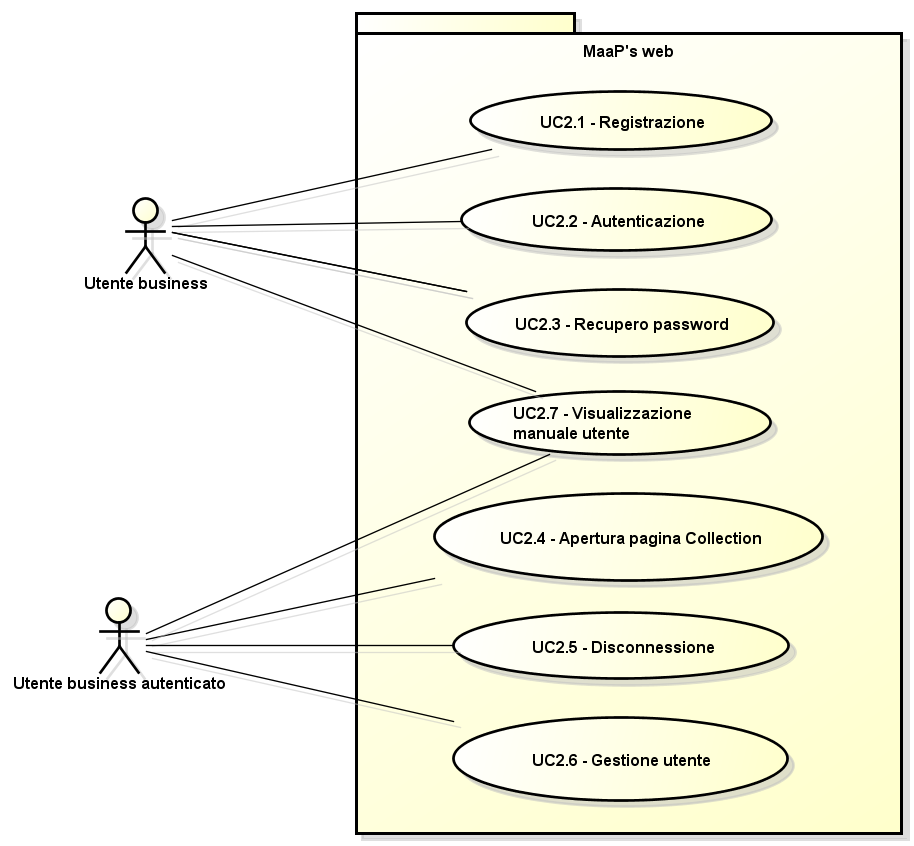 MaaP's web
UC2.1 - Registrazione
UC2.2 - Autenticazione
Utente business
UC2.3 - Recupero password
UC2.7 - Visualizzazione
manuale utente
UC2.4 - Apertura pagina Collection
UC2.5 - Disconnessione
Utente business autenticato
UC2.6 - Gestione utente